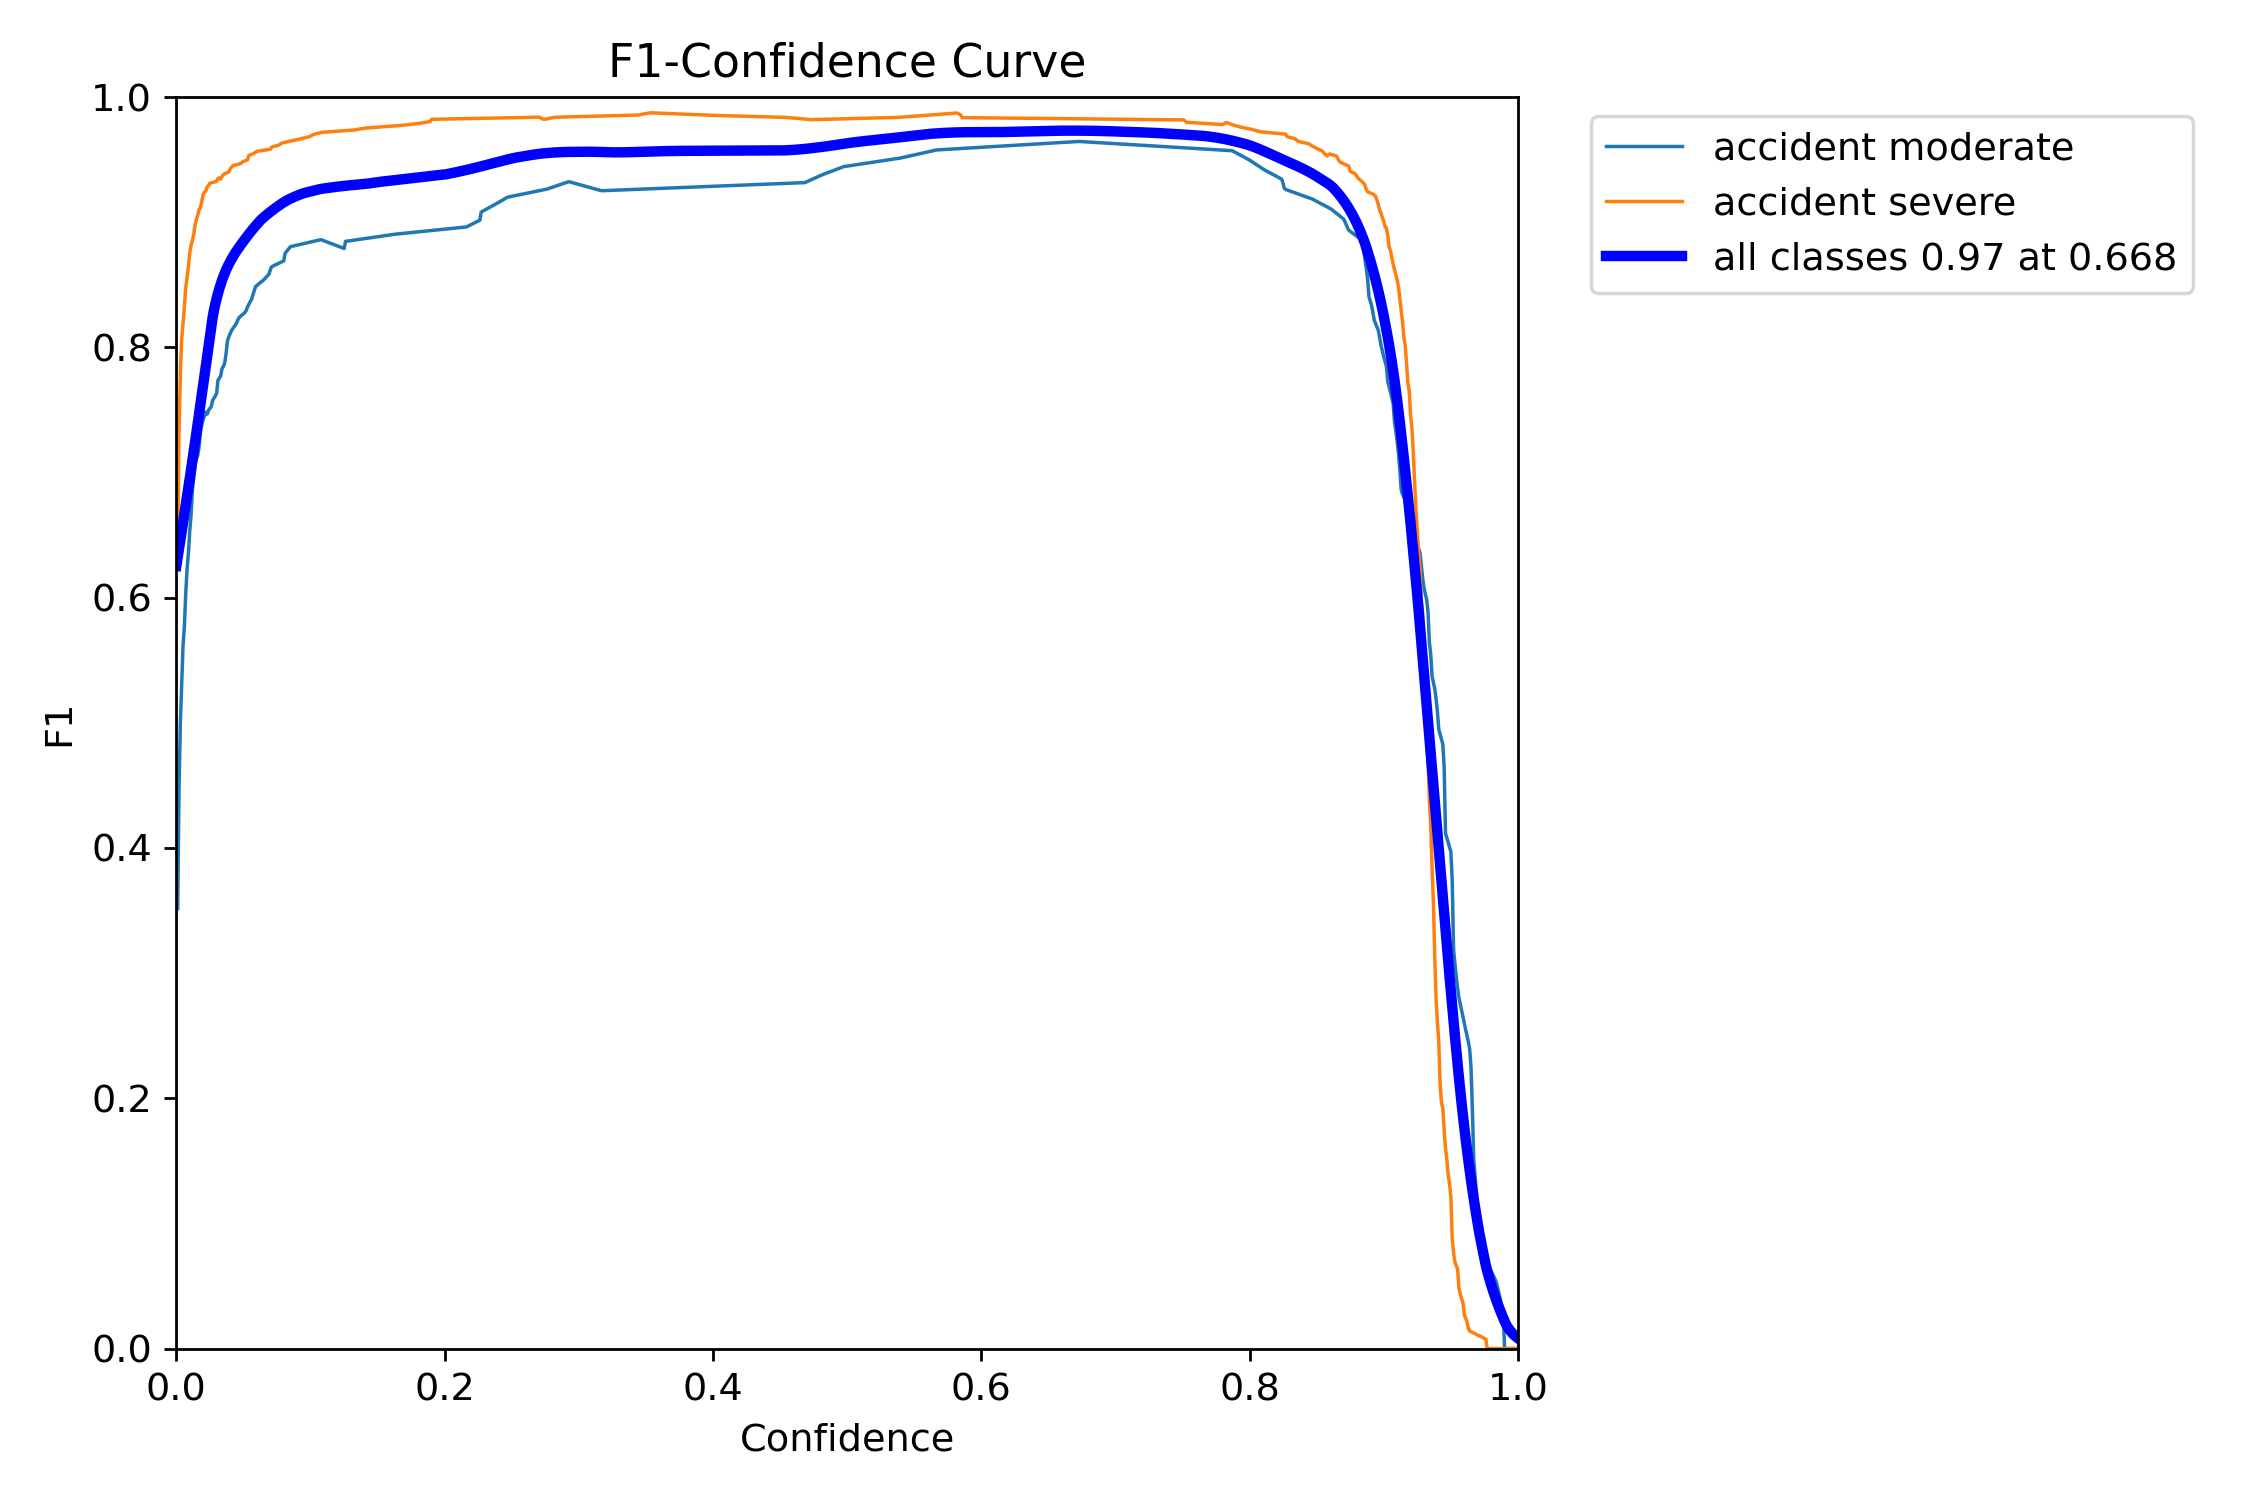 F1-Confidence Curve
1.0
0.8
0.6
0.4
0.2
0.0
F1
0.0 0.2 0.4 0.6 0.8 1.0
Confidence
accident moderate
accident severe
all classes 0.97 at 0.668